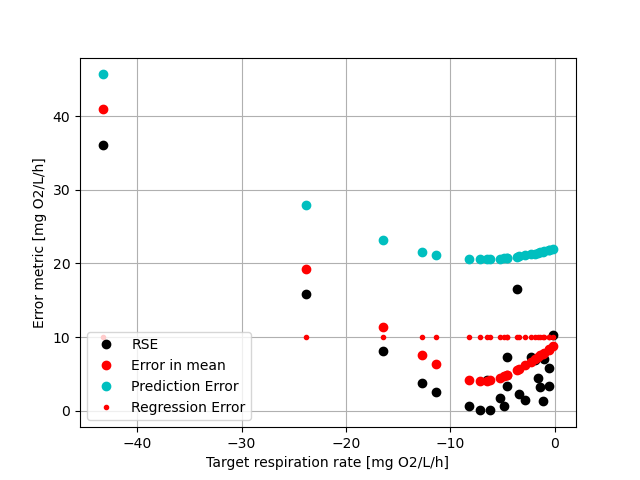 40
30
20
10
0
Error metric [mg O2/L/h]
RSE
Error in mean
Prediction Error
Regression Error
−40
−30
−20
−10
0
Target respiration rate [mg O2/L/h]